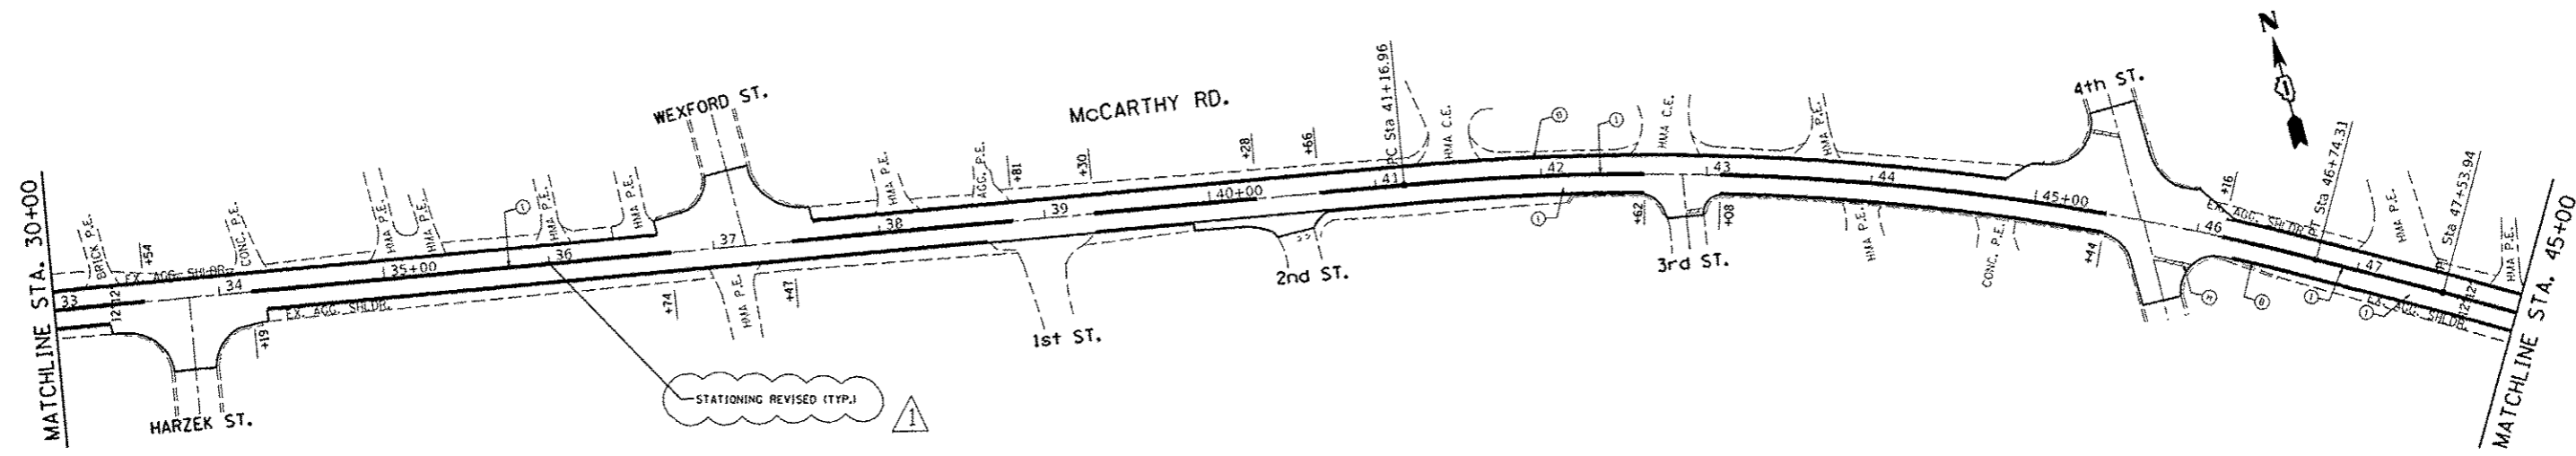 MATCHLINE STA. 30+00
BRICK P.E.
+54
EX. AGG. SHLDR.
CONC. P.E.
HMA P.E.
HMA P.E.
HMA P.E.
HMA P.E.
WEXFORD ST.
McCARTHY RD.
HMA P.E.
AGG. P.E.
+81
+30
+28
+66
PC Sta 41+16.96
HMA C.E.
HMA C.E.
HMA P.E.
4th ST.
N
+16
EX. AGG. SHLDR.
PT Sta 46+74.31
HMA P.E.
PI Sta 47+53.94
HMA P.E.
MATCHLINE STA. 45+00
33
12'
12'
34
35+00
36
37
38
39
40+00
41
42
43
44
45+00
46
47
12'
12'
+19
EX. AGG. SHLDR.
+74
HMA P.E.
+47
1st ST.
2nd ST.
+62
3rd ST.
+08
HMA P.E.
CONC. P.E.
+44
EX. AGG. SHLDR.
HARZEK ST.
STATIONING REVISED (TYP.)
1